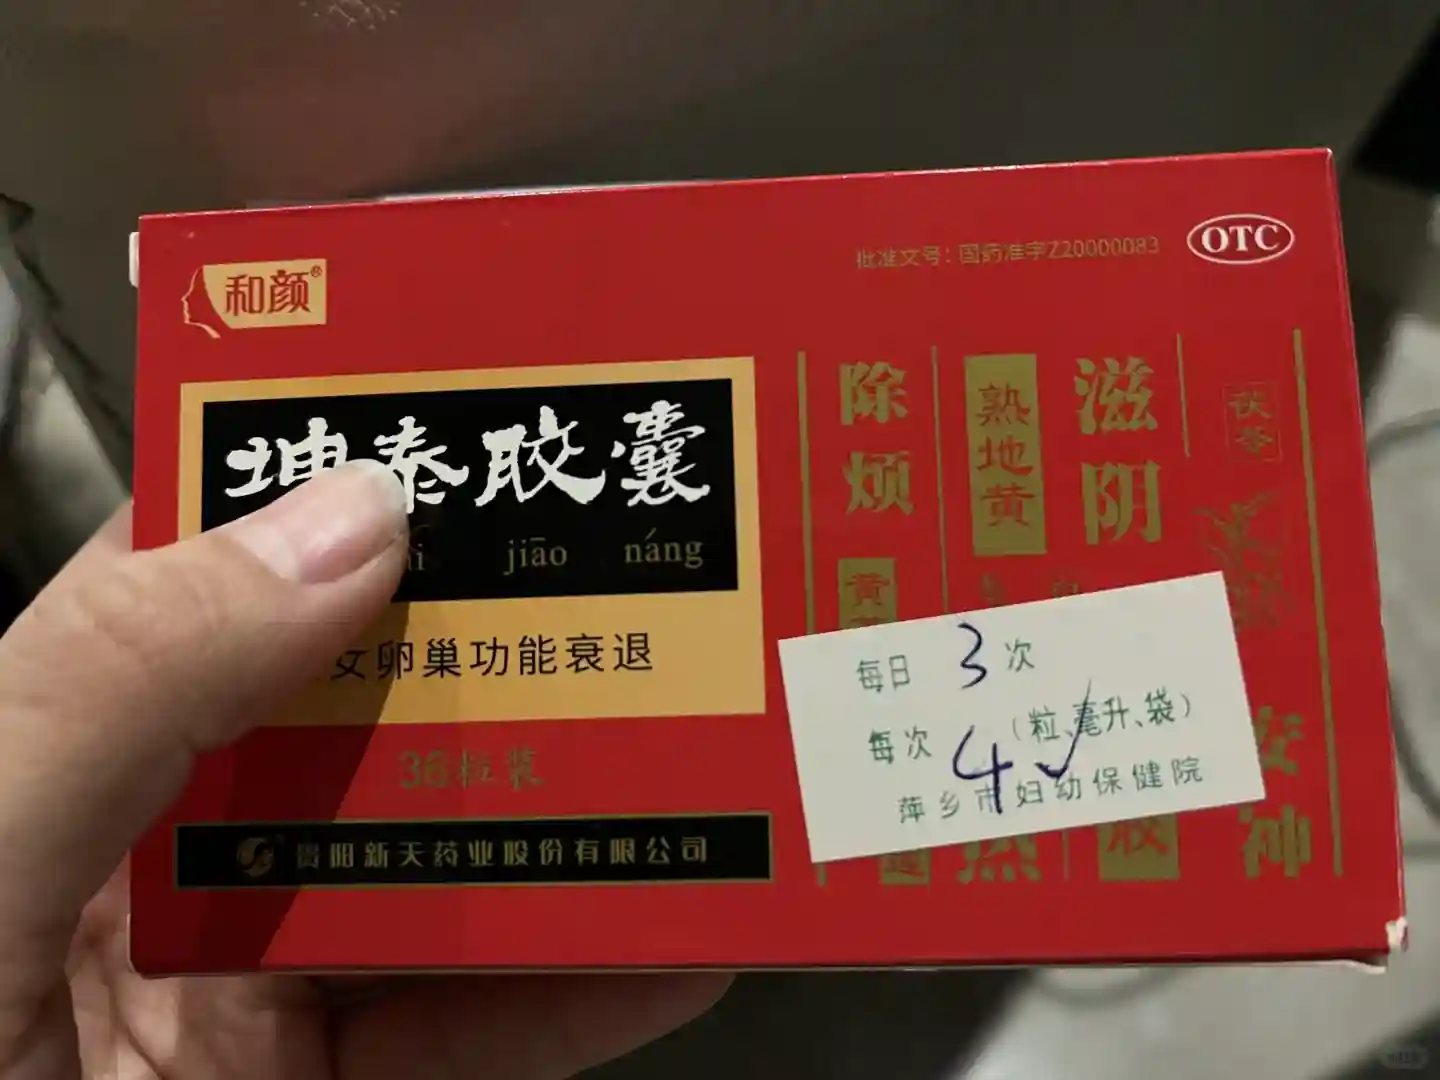 和颜®
批准文号：国药准字Z20000083
OTC
坤泰胶囊
jiāo náng
女卵巢功能衰退
36粒装
贵阳新天药业股份有限公司
滋阴
熟地黄
除烦
黄
茯苓
安神
胶
每日 3 次
每次 4 （粒、毫升、袋）
萍乡市妇幼保健院